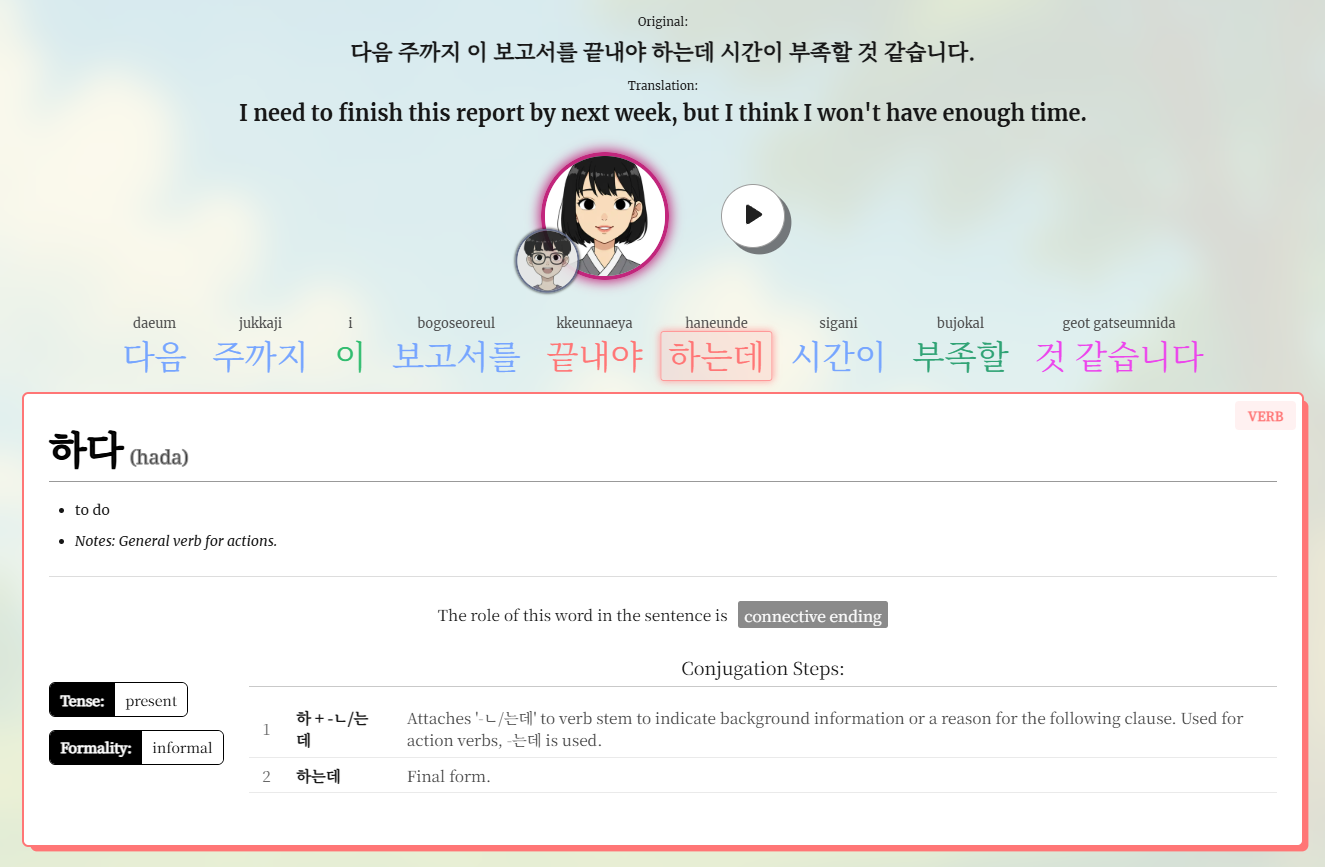 Original:
다음 주까지 이 보고서를 끝내야 하는데 시간이 부족할 것 같습니다.
Translation:
I need to finish this report by next week, but I think I won't have enough time.
daeum jukkaji i bogoseoreul kkeunnaeya haneunde sigani bujokal geot gatseumnida
다음 주까지 이 보고서를 끝내야 하는데 시간이 부족할 것 같습니다
VERB
하다 (hada)
to do
Notes: General verb for actions.
The role of this word in the sentence is connective ending
Conjugation Steps:
Tense: present
Formality: informal
1 하 + -ㄴ/는
데
Attaches '-ㄴ/는데' to verb stem to indicate background information or a reason for the following clause. Used for
action verbs, -는데 is used.
2 하는데 Final form.